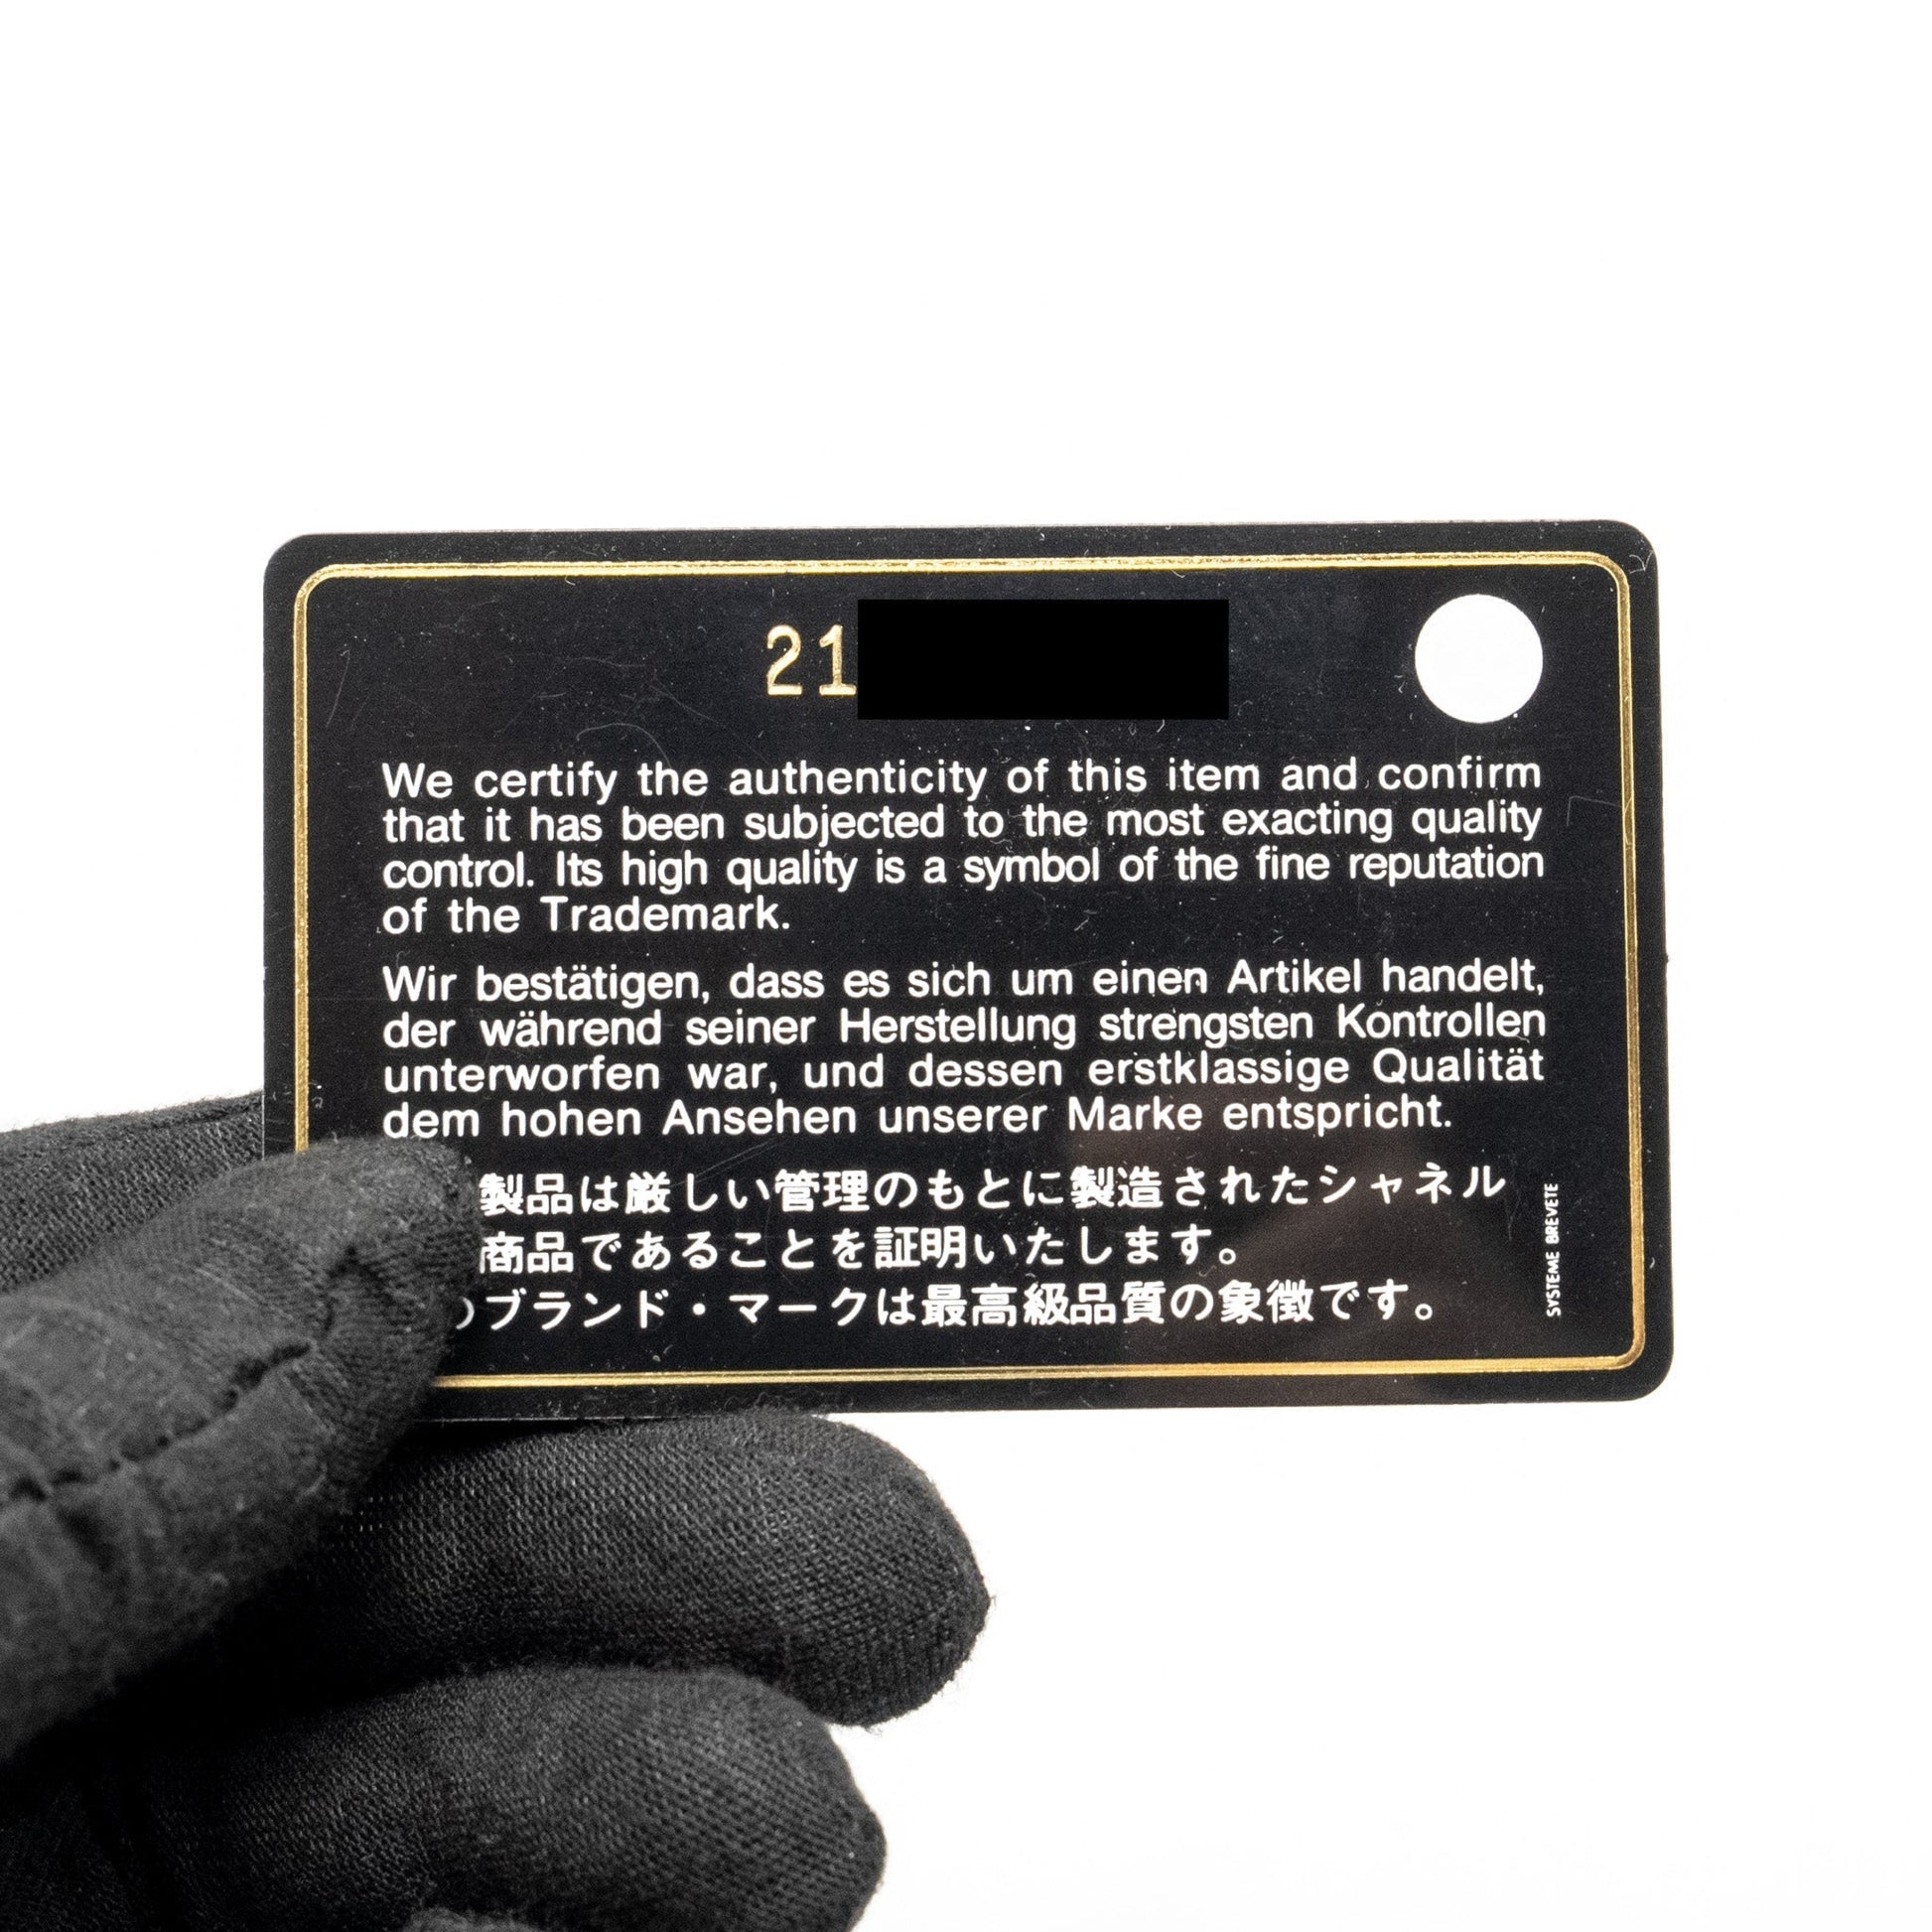 21
We certify the authenticity of this item and confirm
that it has been subjected to the most exacting quality
control. Its high quality is a symbol of the fine reputation
of the Trademark.
Wir bestätigen, dass es sich um einen Artikel handelt,
der während seiner Herstellung strengsten Kontrollen
unterworfen war, und dessen erstklassige Qualität
dem hohen Ansehen unserer Marke entspricht.
製品は厳しい管理のもとに製造されたシャネル
商品であることを証明いたします。
ブランド・マークは最高級品質の象徴です。
SYSTEME BREVETE